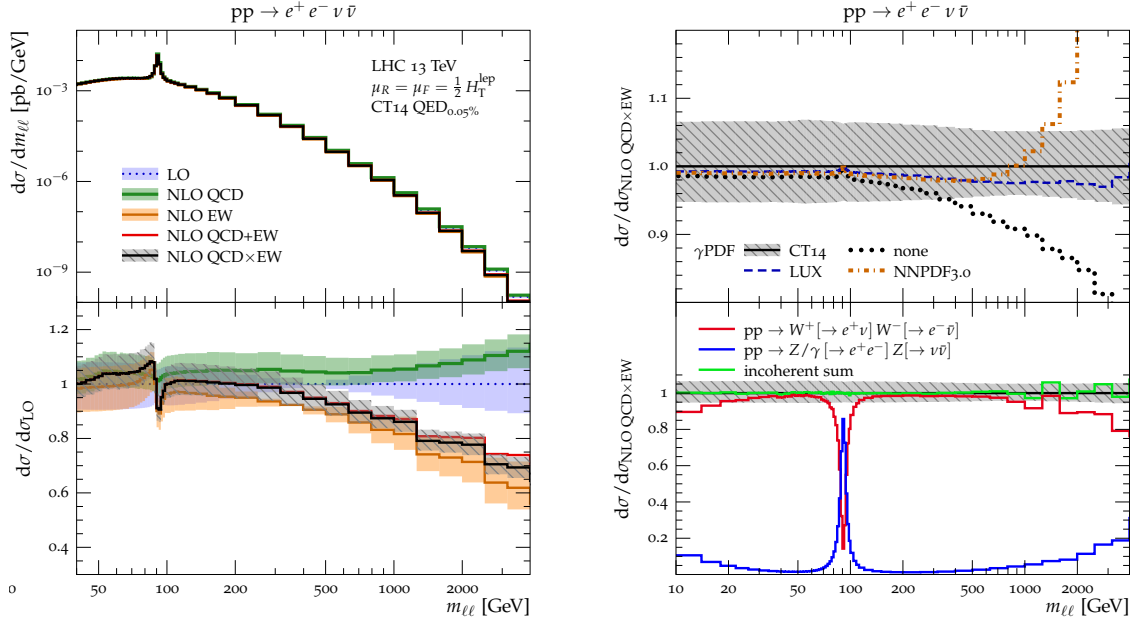 pp → e⁺ e⁻ ν ν̄
dσ/dm_ℓℓ [pb/GeV]
10⁻³
10⁻⁶
10⁻⁹
LHC 13 TeV
μ_R = μ_F = ½ H_T^lep
CT14 QED_0.05%
LO
NLO QCD
NLO EW
NLO QCD+EW
NLO QCD×EW
dσ/dσ_LO
1.2
1
0.8
0.6
0.4
0
50
100
200
500
1000
2000
m_ℓℓ [GeV]
pp → e⁺ e⁻ ν ν̄
dσ/dσ_NLO QCD×EW
1.1
1.0
0.9
γPDF
CT14
none
LUX
NNPDF3.0
pp → W⁺[→ e⁺ν] W⁻[→ e⁻ν̄]
pp → Z/γ [→ e⁺e⁻] Z[→ νν̄]
incoherent sum
dσ/dσ_NLO QCD×EW
1
0.8
0.6
0.4
0.2
10
20
50
100
200
500
1000
2000
m_ℓℓ [GeV]